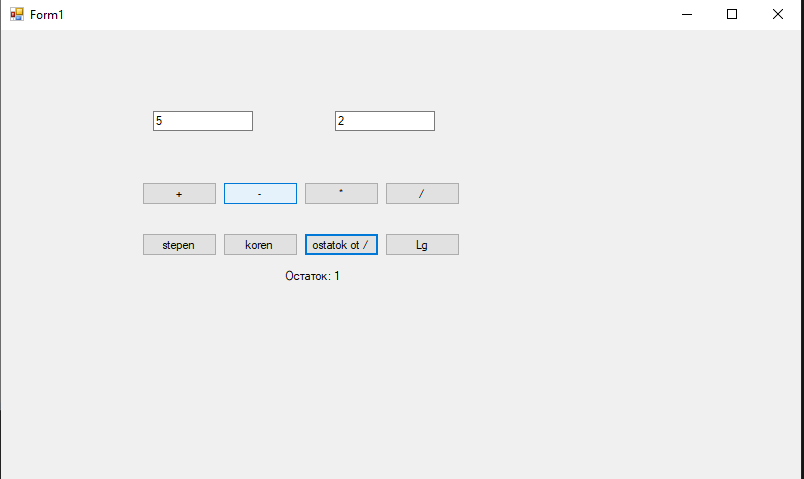 Form1
5 2
+ - * /
stepen koren ostatok ot / Lg
Остаток: 1